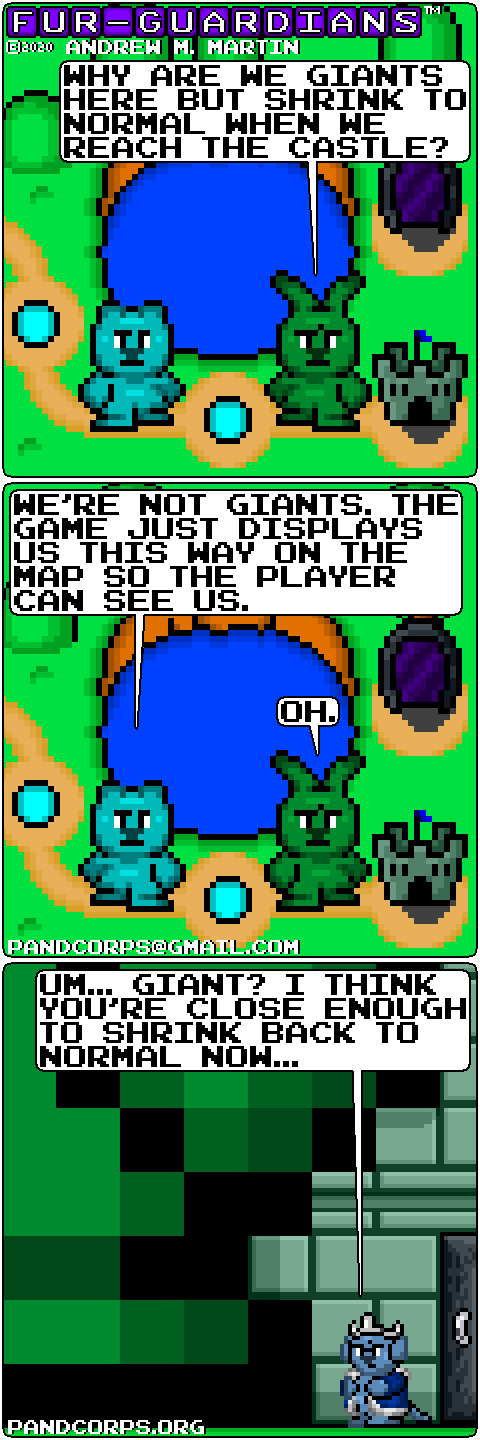 FUR-GUARDIANS™
©2020 ANDREW M. MARTIN
WHY ARE WE GIANTS
HERE BUT SHRINK TO
NORMAL WHEN WE
REACH THE CASTLE?
WE'RE NOT GIANTS. THE
GAME JUST DISPLAYS
US THIS WAY ON THE
MAP SO THE PLAYER
CAN SEE US.
OH.
PANDCORPS@GMAIL.COM
UM... GIANT? I THINK
YOU'RE CLOSE ENOUGH
TO SHRINK BACK TO
NORMAL NOW...
PANDCORPS.ORG